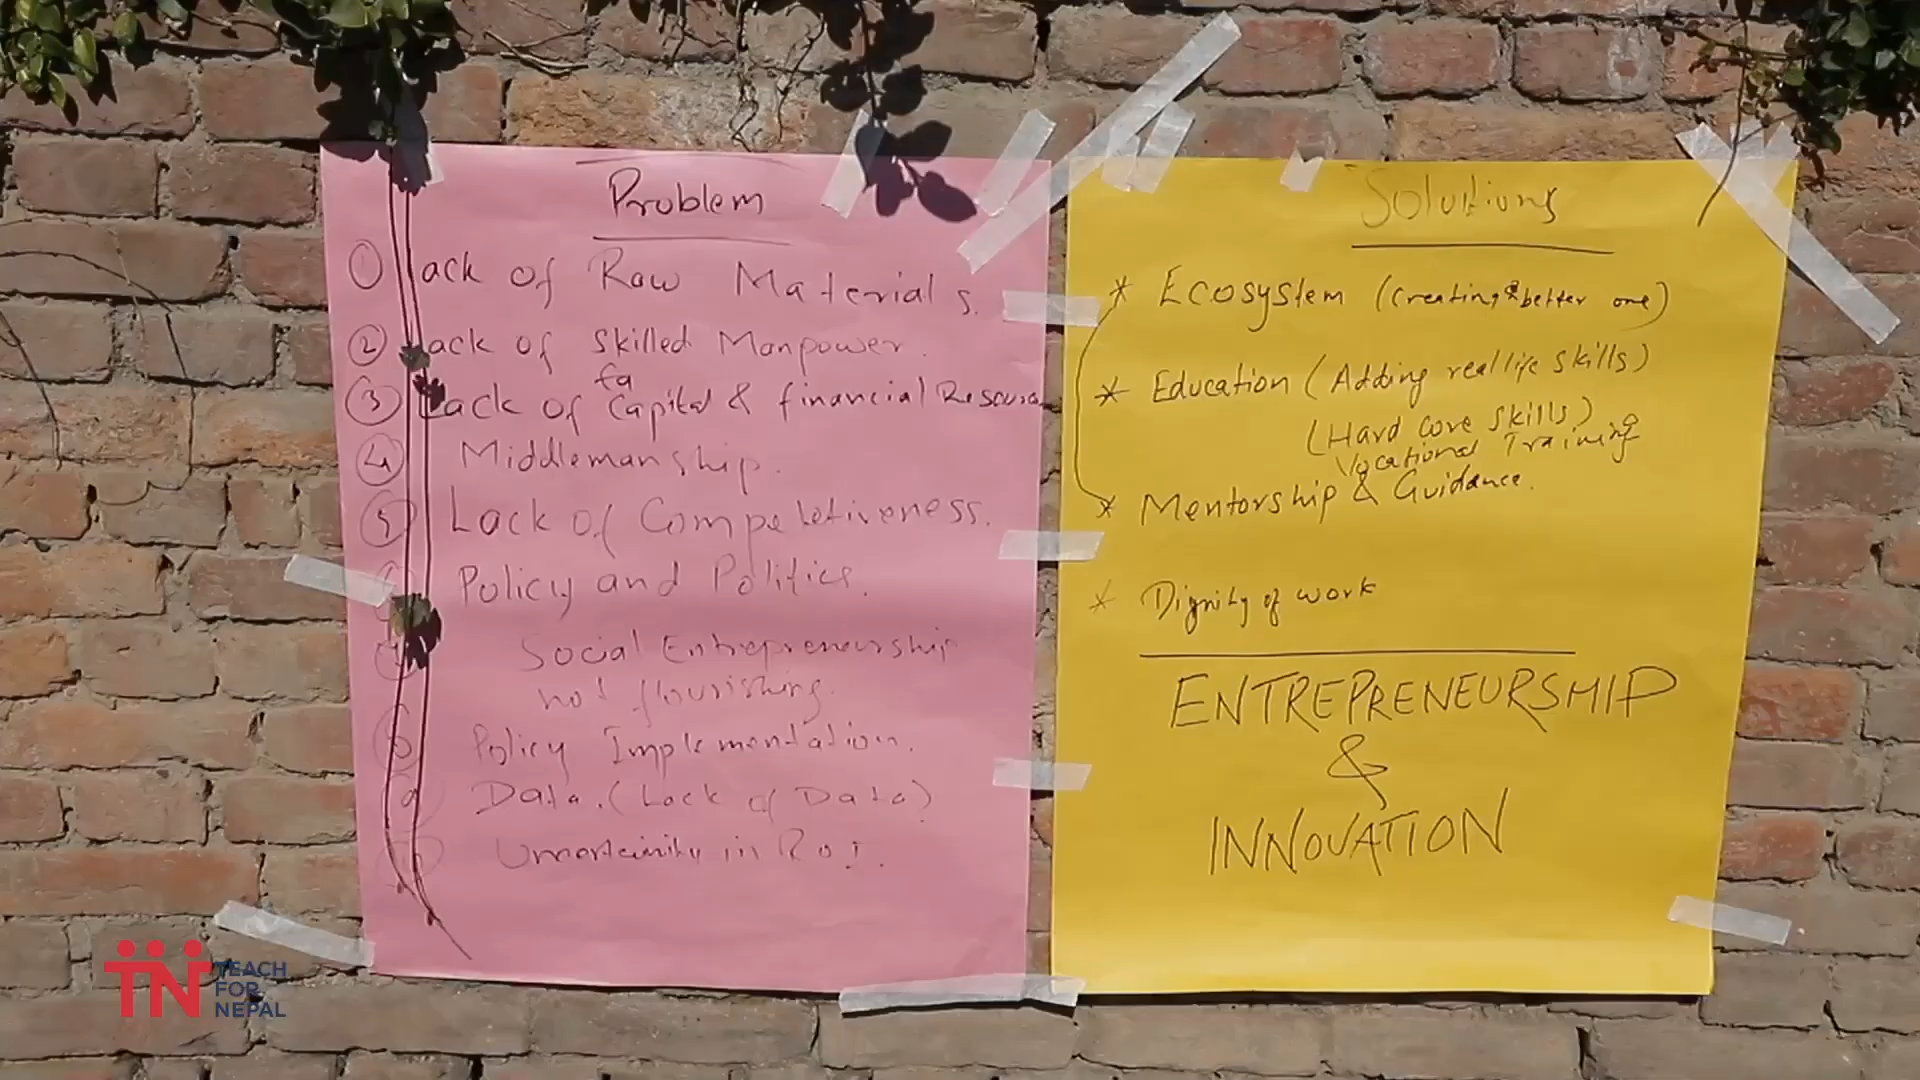 Problem
① Lack of Raw Materials.
② Lack of Skilled Manpower.
fa
③ Lack of Capital & financial Resource
④ Middlemanship.
⑤ Lack of Competetiveness.
Policy and Politics.
Social Entrepreneurship
not flourishing.
Policy Implementation.
Data. (Lack of Data)
in RoI.
Solutions
* Ecosystem (Creating a better one)
* Education (Adding real life skills)
(Hard core skills)
Vocational Training
* Mentorship & Guidance.
* Dignity of work
ENTREPRENEURSHIP
&
INNOVATION
TEACH
FOR
NEPAL